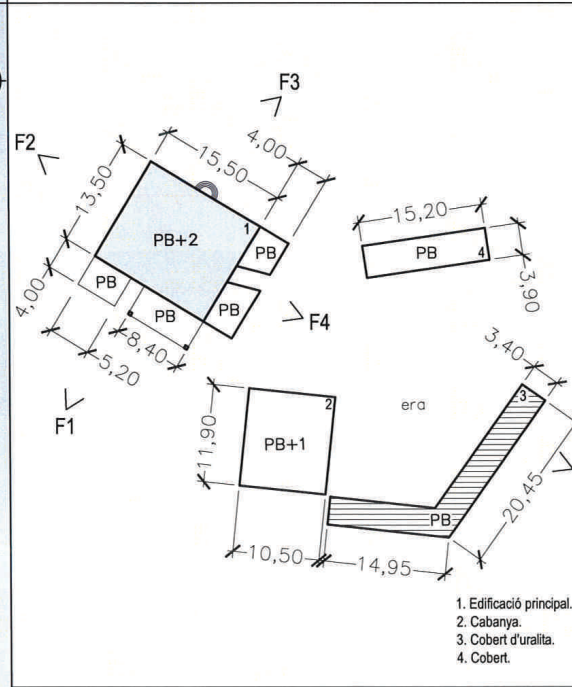 F3
F2
4,00
15,50
13,50
1
PB+2
PB
15,20
PB
4
3,90
PB
PB
PB
4,00
8,40
5,20
F4
F1
3,40
3
2
era
11,90
PB+1
20,45
PB
10,50
14,95
1. Edificació principal.
2. Cabanya.
3. Cobert d'uralita.
4. Cobert.